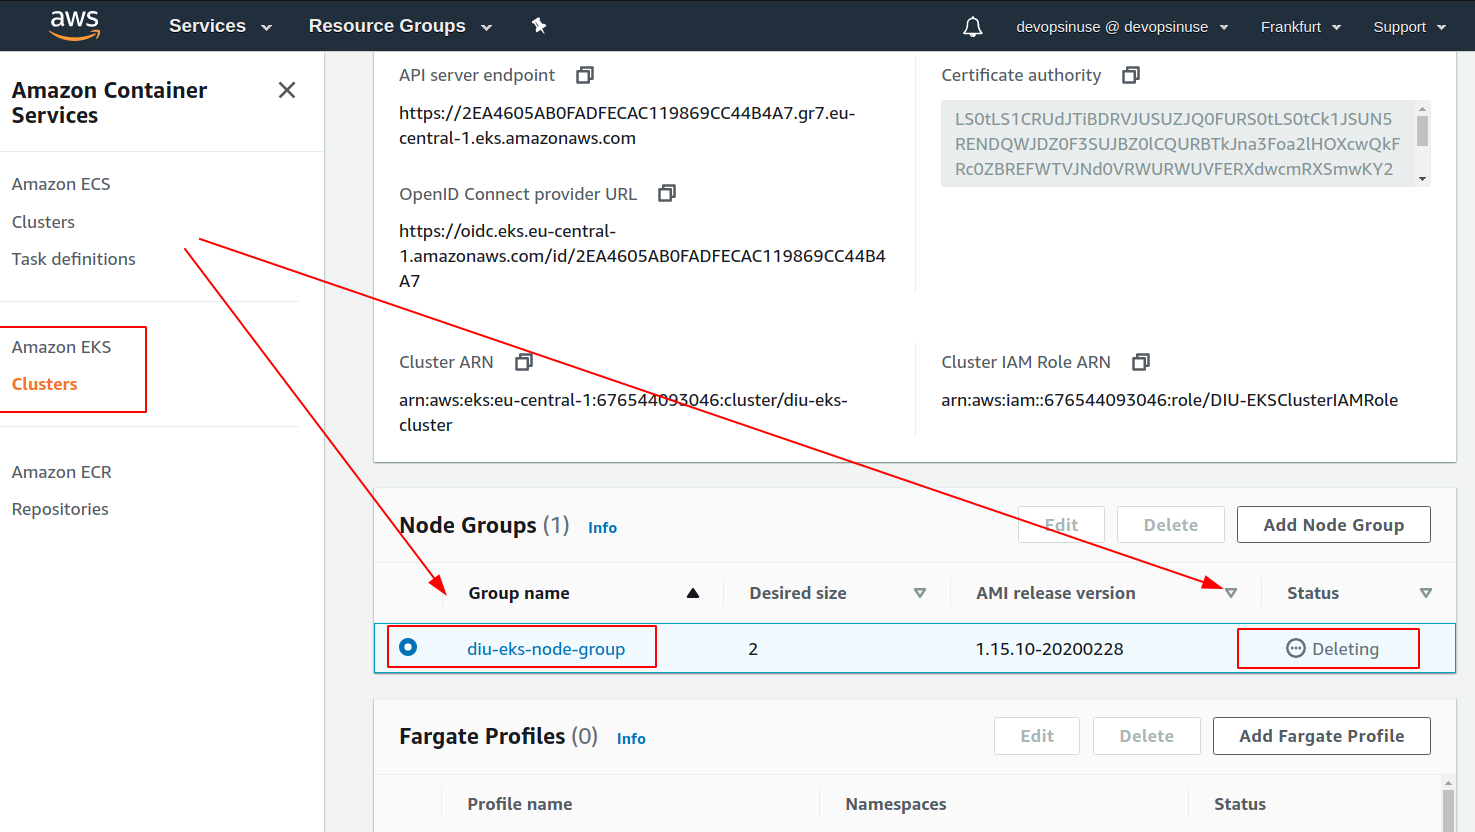 aws
Services
Resource Groups
devopsinuse @ devopsinuse
Frankfurt
Support
Amazon Container
Services
Amazon ECS
Clusters
Task definitions
Amazon EKS
Clusters
Amazon ECR
Repositories
API server endpoint
https://2EA4605AB0FADFECAC119869CC44B4A7.gr7.eu-
central-1.eks.amazonaws.com
Certificate authority
LS0tLS1CRUdJTiBDRVJUSUZJQ0FURS0tLS0tCk1JSUN5
RENDQWJDZ0F3SUJBZ0lCQURBTkJna3Foa2lHOXcwQkF
Rc0ZBREFWTVJNd0VRWURWUVFERXdwcmRXSmwKY2
OpenID Connect provider URL
https://oidc.eks.eu-central-
1.amazonaws.com/id/2EA4605AB0FADFECAC119869CC44B4
A7
Cluster ARN
arn:aws:eks:eu-central-1:676544093046:cluster/diu-eks-
cluster
Cluster IAM Role ARN
arn:aws:iam::676544093046:role/DIU-EKSClusterIAMRole
Node Groups (1) Info
Edit
Delete
Add Node Group
Group name
Desired size
AMI release version
Status
diu-eks-node-group
2
1.15.10-20200228
Deleting
Fargate Profiles (0) Info
Edit
Delete
Add Fargate Profile
Profile name
Namespaces
Status